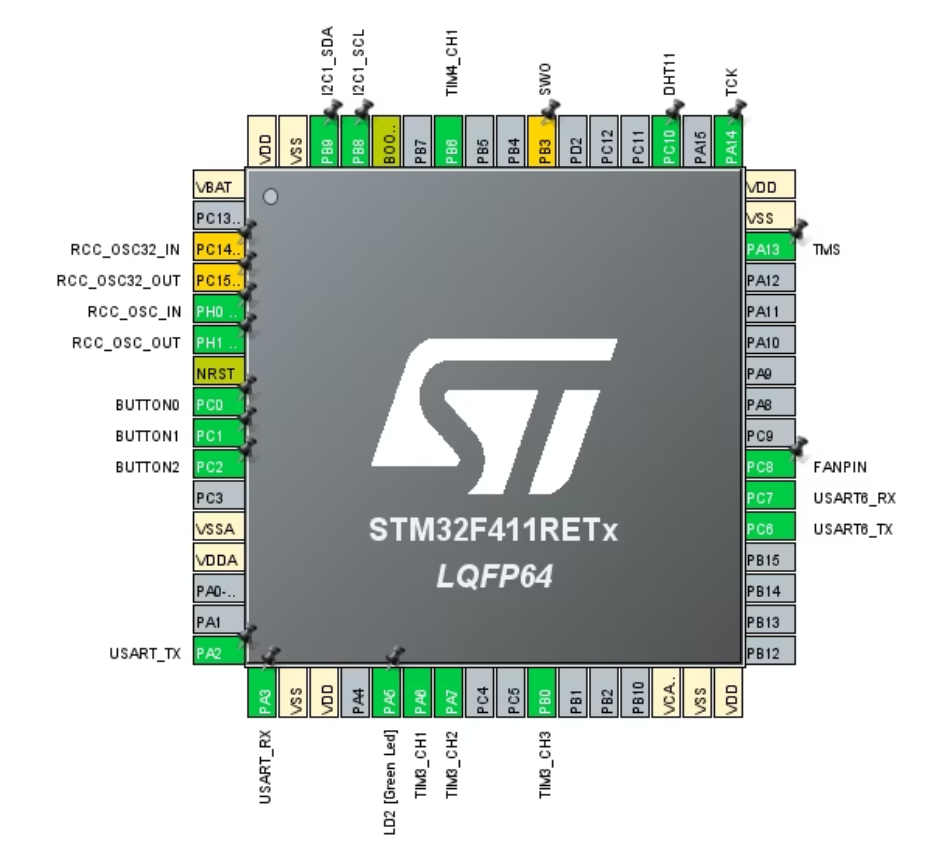 I2C1_SDA
I2C1_SCL
TIM4_CH1
SWO
DHT11
TCK
VDD
VSS
PB9
PB8
BOO..
PB7
PB6
PB5
PB4
PB3
PD2
PC12
PC11
PC10
PA15
PA14
VBAT
PC13..
RCC_OSC32_IN PC14..
RCC_OSC32_OUT PC15..
RCC_OSC_IN PH0 ..
RCC_OSC_OUT PH1 ..
NRST
BUTTON0 PC0
BUTTON1 PC1
BUTTON2 PC2
PC3
VSSA
VDDA
PA0-..
PA1
USART_TX PA2
ST
STM32F411RETx
LQFP64
VDD
VSS
PA13 TMS
PA12
PA11
PA10
PA9
PA8
PC9
PC8 FANPIN
PC7 USART6_RX
PC6 USART6_TX
PB15
PB14
PB13
PB12
PA3
VSS
VDD
PA4
PA5
PA6
PA7
PC4
PC5
PB0
PB1
PB2
PB10
VCA..
VSS
VDD
USART_RX
LD2 [Green Led]
TIM3_CH1
TIM3_CH2
TIM3_CH3